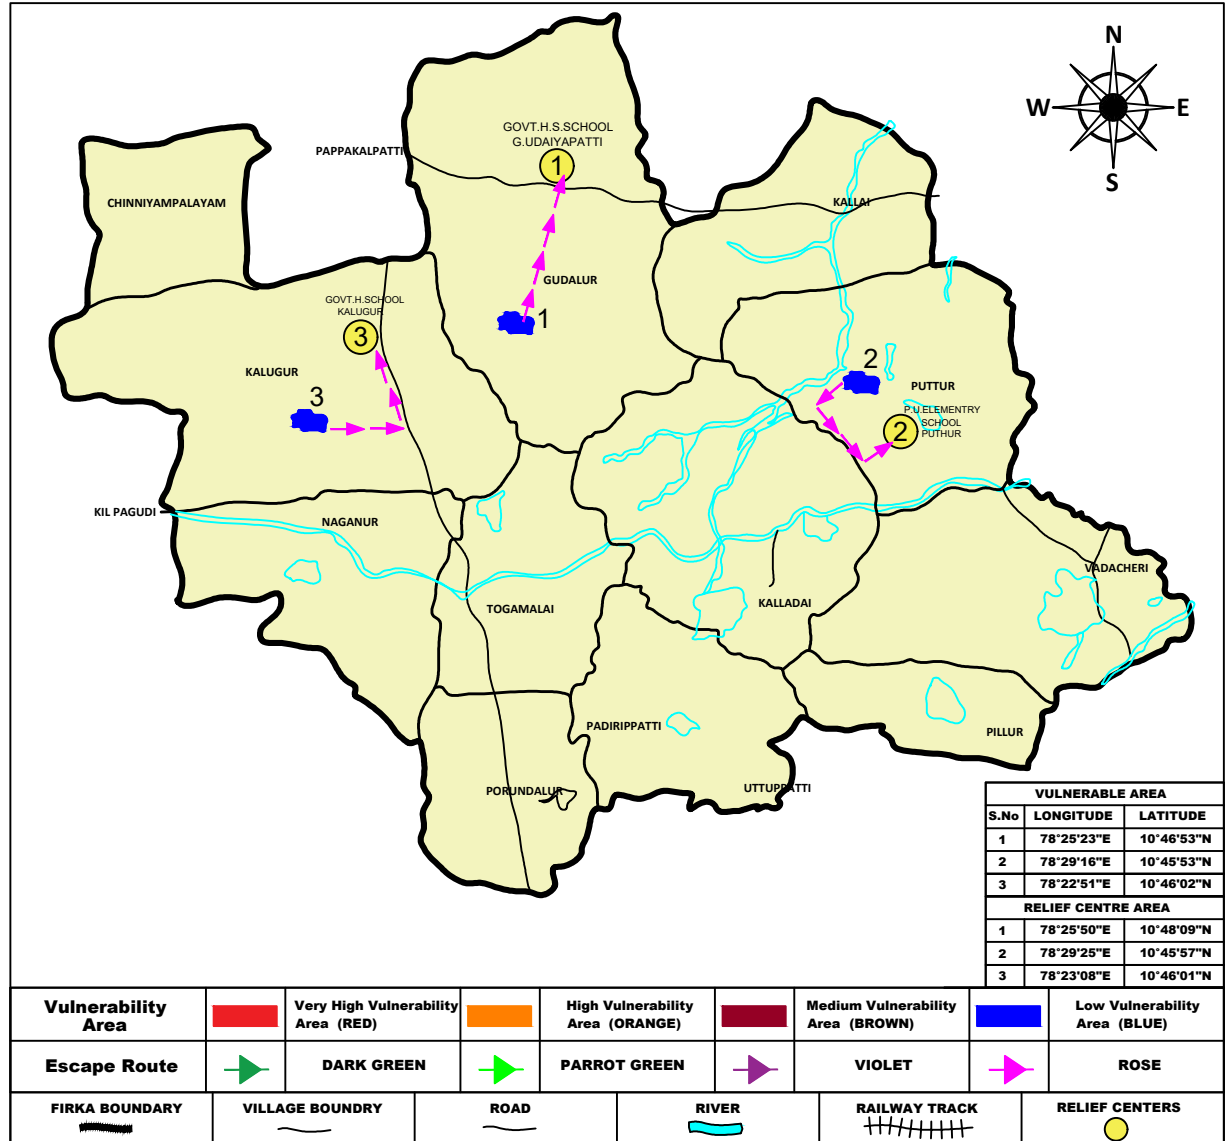 N
W
E
S
GOVT.H.S.SCHOOL
G.UDAIYAPATTI
1
PAPPAKALPATTI
CHINNIYAMPALAYAM
KALLAI
GUDALUR
1
GOVT.H.SCHOOL
KALUGUR
3
KALUGUR
3
2
PUTTUR
P.U.ELEMENTRY
SCHOOL
PUTHUR
2
KIL PAGUDI
NAGANUR
VADACHERI
TOGAMALAI
KALLADAI
PADIRIPPATTI
PILLUR
PORUNDALUR
UTTUPPATTI
VULNERABLE AREA
S.No LONGITUDE LATITUDE
1 78°25'23"E 10°46'53"N
2 78°29'16"E 10°45'53"N
3 78°22'51"E 10°46'02"N
RELIEF CENTRE AREA
1 78°25'50"E 10°48'09"N
2 78°29'25"E 10°45'57"N
3 78°23'08"E 10°46'01"N
Vulnerability
Area
Very High Vulnerability
Area (RED)
High Vulnerability
Area (ORANGE)
Medium Vulnerability
Area (BROWN)
Low Vulnerability
Area (BLUE)
Escape Route DARK GREEN PARROT GREEN VIOLET ROSE
FIRKA BOUNDARY VILLAGE BOUNDRY ROAD RIVER RAILWAY TRACK RELIEF CENTERS